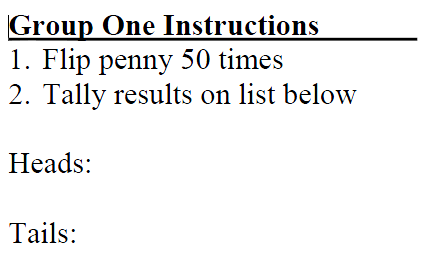 Group One Instructions
1. Flip penny 50 times
2. Tally results on list below
Heads:
Tails: